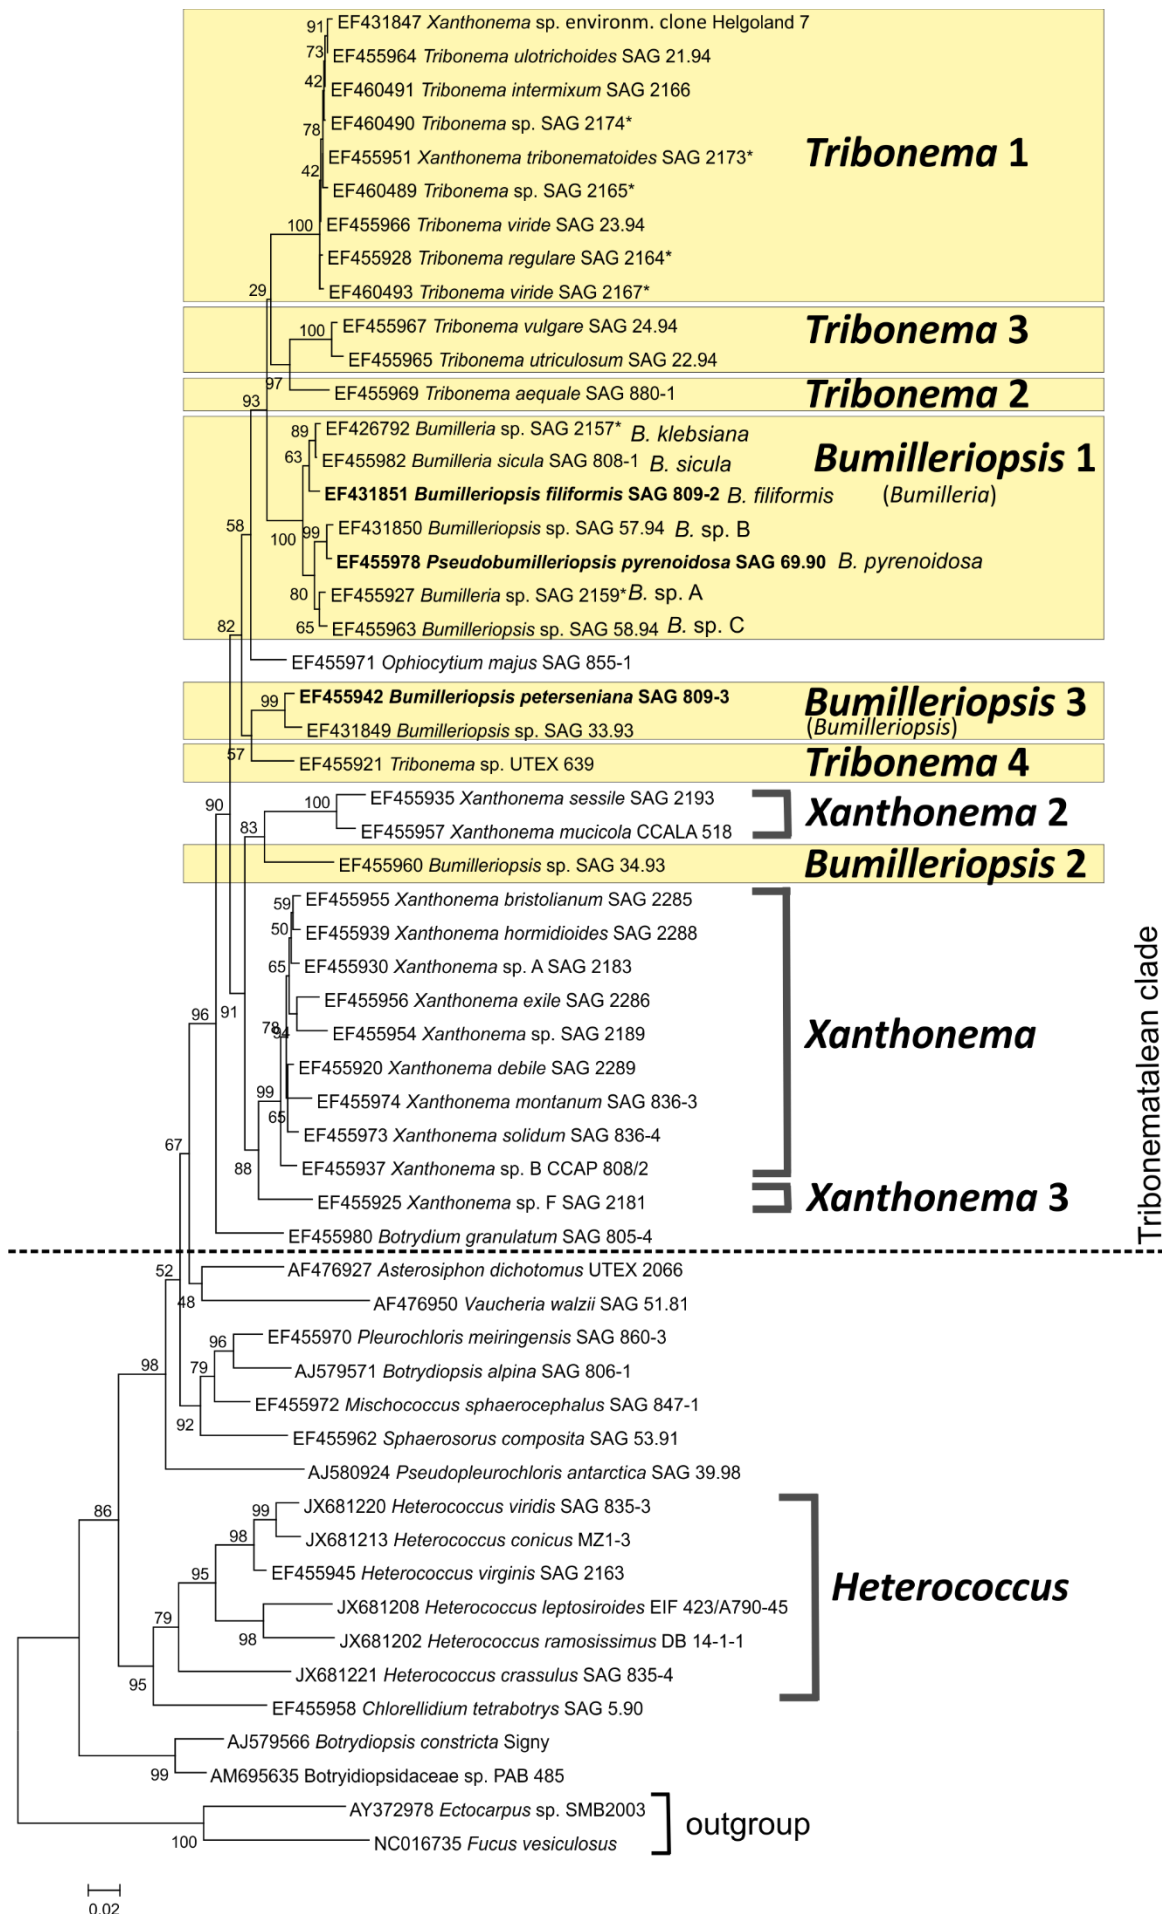 91
EF431847 Xanthonema sp. environm. clone Helgoland 7
73
EF455964 Tribonema ulotrichoides SAG 21.94
42
EF460491 Tribonema intermixum SAG 2166
78
EF460490 Tribonema sp. SAG 2174*
EF455951 Xanthonema tribonematoides SAG 2173*
Tribonema 1
42
EF460489 Tribonema sp. SAG 2165*
100
EF455966 Tribonema viride SAG 23.94
EF455928 Tribonema regulare SAG 2164*
29
EF460493 Tribonema viride SAG 2167*
100
EF455967 Tribonema vulgare SAG 24.94
Tribonema 3
EF455965 Tribonema utriculosum SAG 22.94
97
EF455969 Tribonema aequale SAG 880-1
Tribonema 2
93
89
EF426792 Bumilleria sp. SAG 2157* B. klebsiana
63
EF455982 Bumilleria sicula SAG 808-1 B. sicula
Bumilleriopsis 1
EF431851 Bumilleriopsis filiformis SAG 809-2 B. filiformis
(Bumilleria)
58
100
99
EF431850 Bumilleriopsis sp. SAG 57.94 B. sp. B
EF455978 Pseudobumilleriopsis pyrenoidosa SAG 69.90 B. pyrenoidosa
80
EF455927 Bumilleria sp. SAG 2159* B. sp. A
82
65
EF455963 Bumilleriopsis sp. SAG 58.94 B. sp. C
EF455971 Ophiocytium majus SAG 855-1
99
EF455942 Bumilleriopsis peterseniana SAG 809-3
Bumilleriopsis 3
EF431849 Bumilleriopsis sp. SAG 33.93
(Bumilleriopsis)
57
EF455921 Tribonema sp. UTEX 639
Tribonema 4
90
100
EF455935 Xanthonema sessile SAG 2193
Xanthonema 2
83
EF455957 Xanthonema mucicola CCALA 518
EF455960 Bumilleriopsis sp. SAG 34.93
Bumilleriopsis 2
59
EF455955 Xanthonema bristolianum SAG 2285
50
EF455939 Xanthonema hormidioides SAG 2288
65
EF455930 Xanthonema sp. A SAG 2183
EF455956 Xanthonema exile SAG 2286
96
91
78
94
EF455954 Xanthonema sp. SAG 2189
Xanthonema
EF455920 Xanthonema debile SAG 2289
99
65
EF455974 Xanthonema montanum SAG 836-3
EF455973 Xanthonema solidum SAG 836-4
67
88
EF455937 Xanthonema sp. B CCAP 808/2
EF455925 Xanthonema sp. F SAG 2181
Xanthonema 3
EF455980 Botrydium granulatum SAG 805-4
Tribonematalean clade
52
AF476927 Asterosiphon dichotomus UTEX 2066
48
AF476950 Vaucheria walzii SAG 51.81
96
EF455970 Pleurochloris meiringensis SAG 860-3
98
79
AJ579571 Botrydiopsis alpina SAG 806-1
EF455972 Mischococcus sphaerocephalus SAG 847-1
92
EF455962 Sphaerosorus composita SAG 53.91
AJ580924 Pseudopleurochloris antarctica SAG 39.98
86
99
JX681220 Heterococcus viridis SAG 835-3
98
JX681213 Heterococcus conicus MZ1-3
95
EF455945 Heterococcus virginis SAG 2163
Heterococcus
79
JX681208 Heterococcus leptosiroides EIF 423/A790-45
98
JX681202 Heterococcus ramosissimus DB 14-1-1
95
JX681221 Heterococcus crassulus SAG 835-4
EF455958 Chlorellidium tetrabotrys SAG 5.90
AJ579566 Botrydiopsis constricta Signy
99
AM695635 Botryidiopsidaceae sp. PAB 485
AY372978 Ectocarpus sp. SMB2003
outgroup
100
NC016735 Fucus vesiculosus
0.02